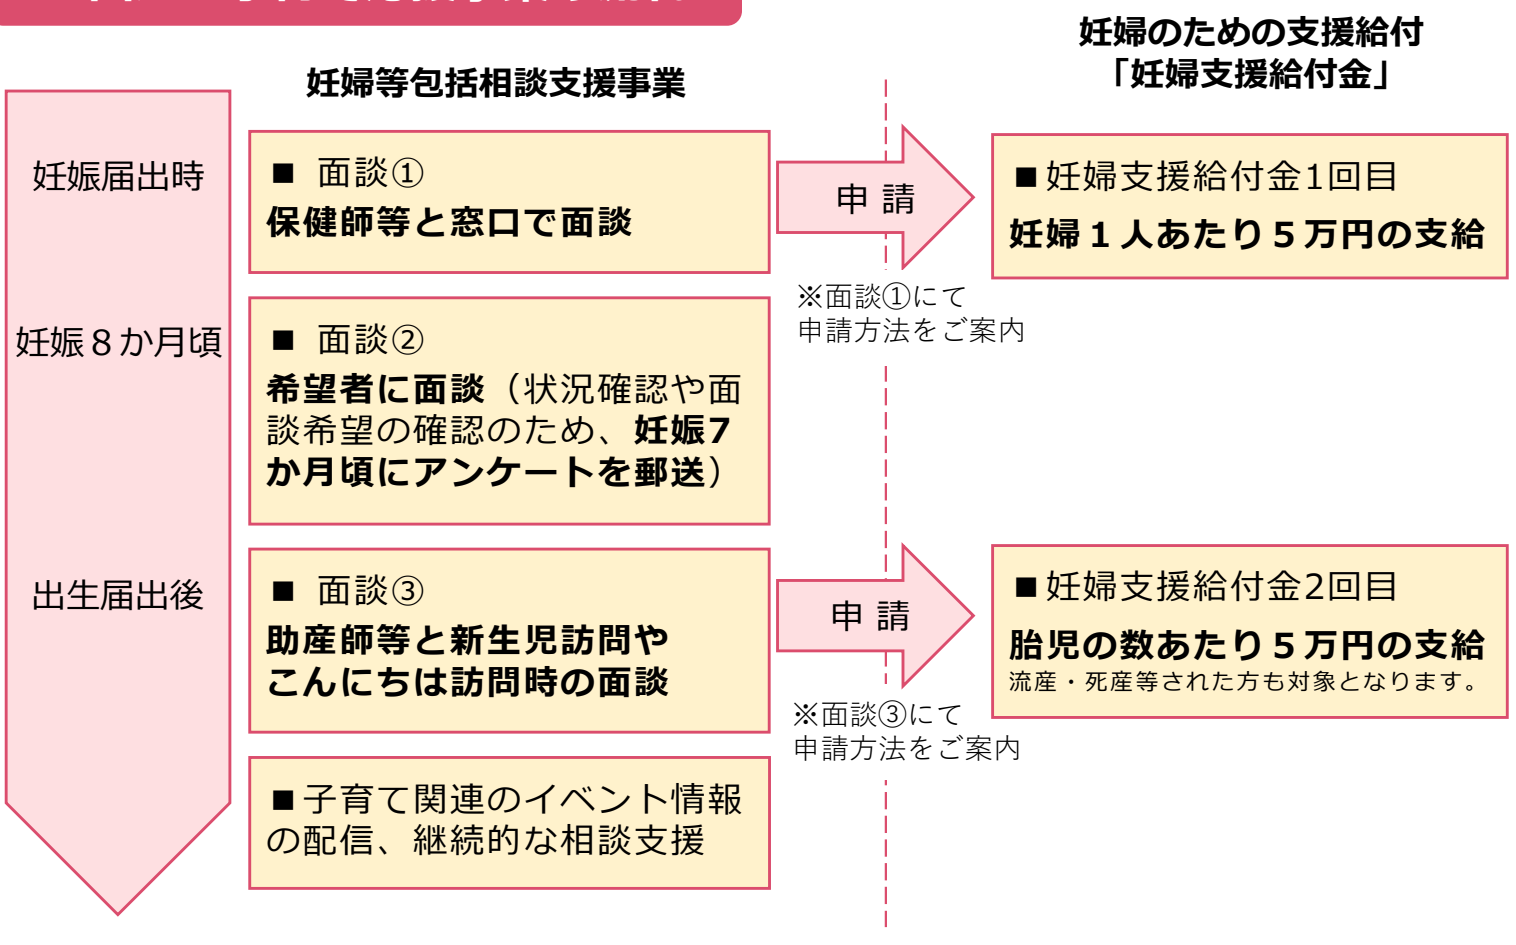 妊婦のための支援給付
「妊婦支援給付金」
妊婦等包括相談支援事業
妊娠届出時
■ 面談①
保健師等と窓口で面談
申 請
※面談①にて
申請方法をご案内
■妊婦支援給付金1回目
妊婦１人あたり５万円の支給
妊娠８か月頃
■ 面談②
希望者に面談（状況確認や面
談希望の確認のため、妊娠7
か月頃にアンケートを郵送）
出生届出後
■ 面談③
助産師等と新生児訪問や
こんにちは訪問時の面談
申 請
※面談③にて
申請方法をご案内
■妊婦支援給付金2回目
胎児の数あたり５万円の支給
流産・死産等された方も対象となります。
■子育て関連のイベント情報
の配信、継続的な相談支援